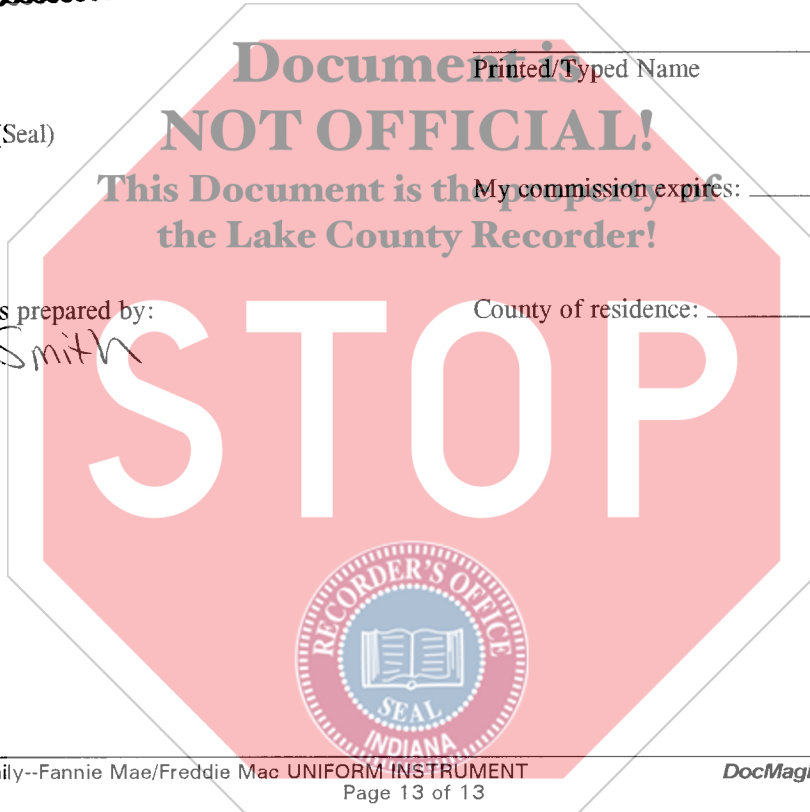 Document is
Printed/Typed Name
NOT OFFICIAL!
(Seal)
This Document is the property of
My commission expires:
the Lake County Recorder!
s prepared by:
County of residence:
Smith
STOP
RECORDER'S OFFICE
SEAL
INDIANA
ily--Fannie Mae/Freddie Mac UNIFORM INSTRUMENT
DocMagi
Page 13 of 13